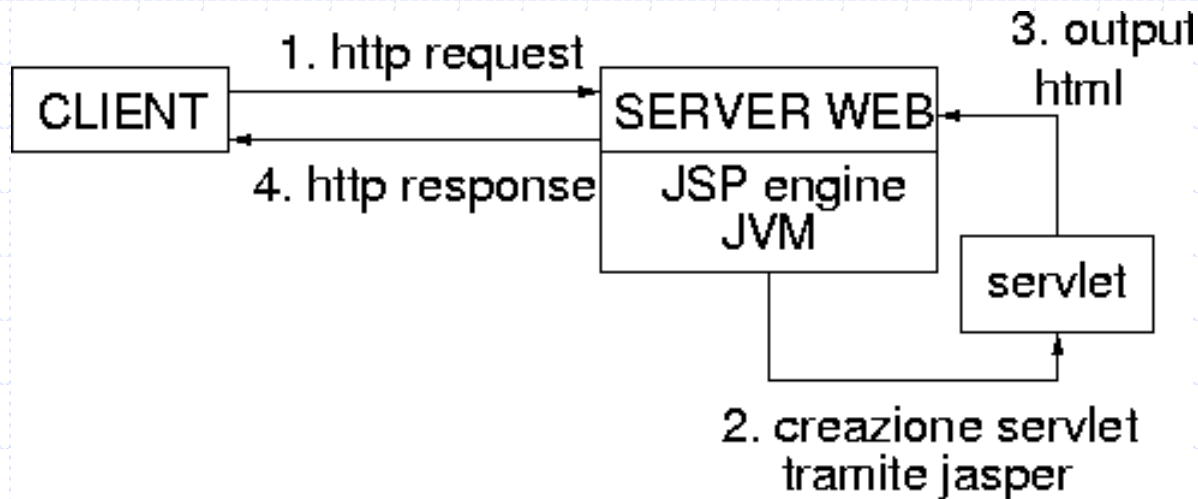 3. output
html
1. http request
CLIENT
SERVER WEB
4. http response
JSP engine
JVM
servlet
2. creazione servlet
tramite jasper